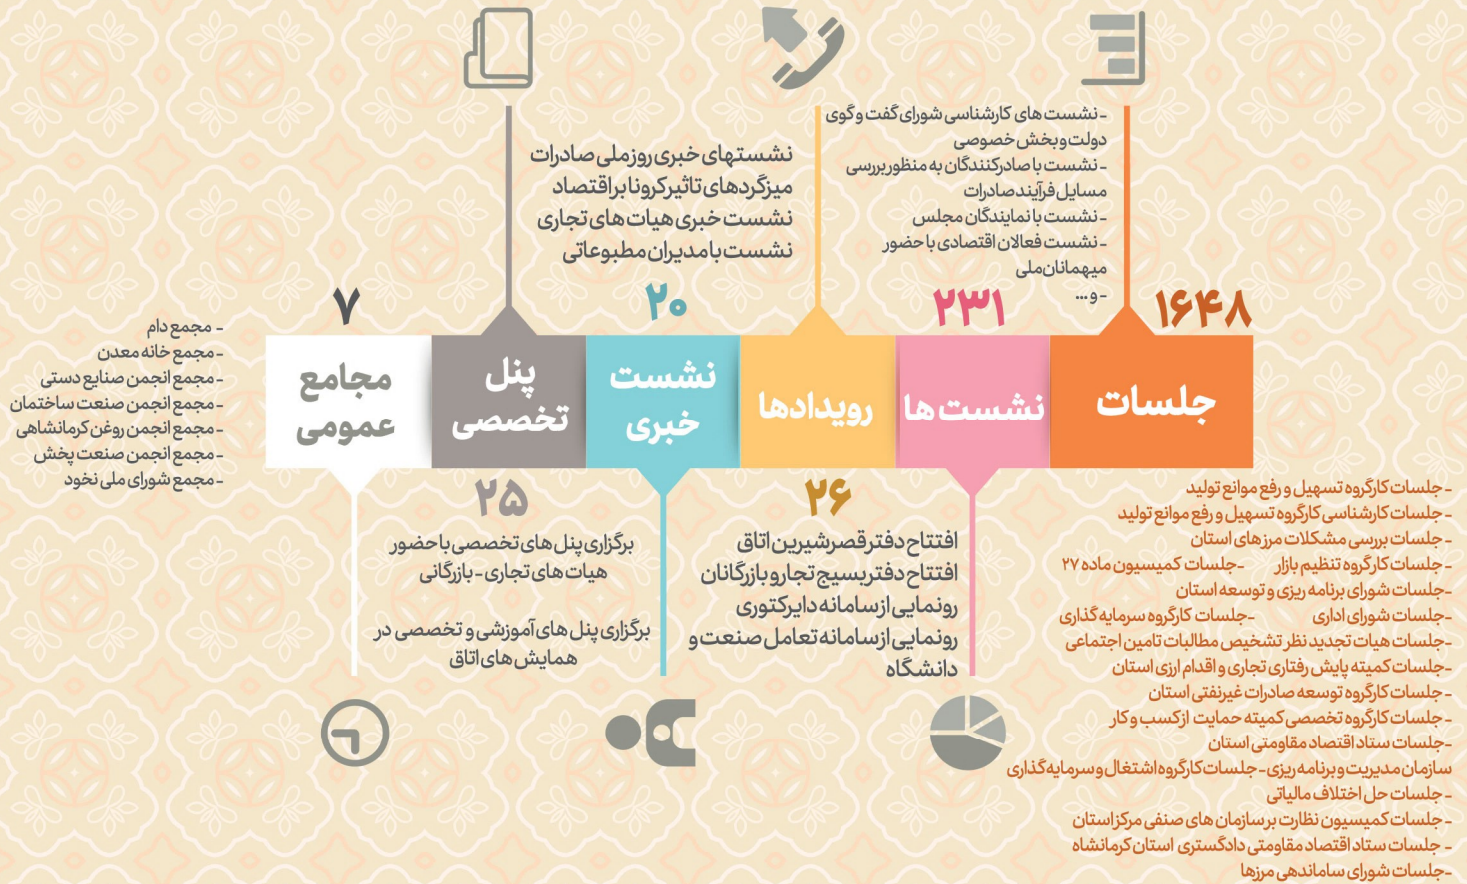 ۱۶۴۸
جلسات
- جلسات کارگروه تسهیل و رفع موانع تولید
- جلسات کارشناسی کارگروه تسهیل و رفع موانع تولید
- جلسات بررسی مشکلات مرزهای استان
- جلسات کارگروه تنظیم بازار -جلسات کمیسیون ماده ۲۷
-جلسات شورای برنامه ریزی و توسعه استان
-جلسات شورای اداری -جلسات کارگروه سرمایه گذاری
-جلسات هیات تجدید نظر تشخیص مطالبات تامین اجتماعی
-جلسات کمیته پایش رفتاری تجاری و اقدام ارزی استان
- جلسات کارگروه توسعه صادرات غیرنفتی استان
- جلسات کارگروه تخصصی کمیته حمایت از کسب و کار
-جلسات ستاد اقتصاد مقاومتی استان
سازمان مدیریت و برنامه ریزی-جلسات کارگروه اشتغال و سرمایه گذاری
- جلسات حل اختلاف مالیاتی
- جلسات کمیسیون نظارت بر سازمان های صنفی مرکز استان
- جلسات ستاد اقتصاد مقاومتی دادگستری استان کرمانشاه
-جلسات شورای ساماندهی مرزها
- نشست های کارشناسی شورای گفت و گوی
دولت و بخش خصوصی
- نشست با صادرکنندگان به منظور بررسی
مسایل فرآیند صادرات
- نشست با نمایندگان مجلس
- نشست فعالان اقتصادی با حضور
میهمانان ملی
- و ...
۲۳۱
نشست ها
رویدادها
۲۶
افتتاح دفتر قصرشیرین اتاق
افتتاح دفتر بسیج تجار و بازرگانان
رونمایی از سامانه دایرکتوری
رونمایی از سامانه تعامل صنعت و
دانشگاه
نشستهای خبری روز ملی صادرات
میزگردهای تاثیر کرونا بر اقتصاد
نشست خبری هیات های تجاری
نشست با مدیران مطبوعاتی
۲۰
نشست
خبری
پنل
تخصصی
۲۵
برگزاری پنل های تخصصی با حضور
هیات های تجاری - بازرگانی
برگزاری پنل های آموزشی و تخصصی در
همایش های اتاق
۷
مجامع
عمومی
- مجمع دام
- مجمع خانه معدن
- مجمع انجمن صنایع دستی
- مجمع انجمن صنعت ساختمان
- مجمع انجمن روغن کرمانشاهی
- مجمع انجمن صنعت پخش
- مجمع شورای ملی نخود